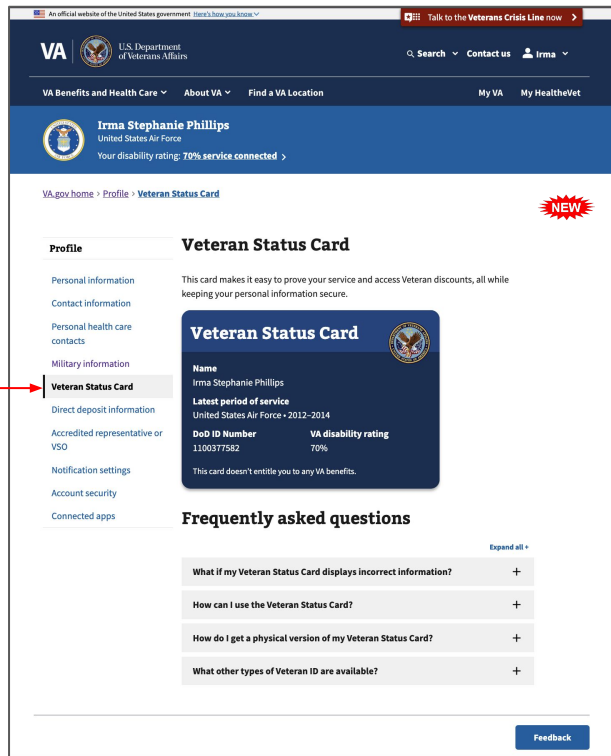 An official website of the United States government Here's how you know
Talk to the Veterans Crisis Line now
VA
U.S. Department
of Veterans Affairs
Search
Contact us
Irma
VA Benefits and Health Care
About VA
Find a VA Location
My VA
My HealtheVet
Irma Stephanie Phillips
United States Air Force
Your disability rating: 70% service connected >
VA.gov home > Profile > Veteran Status Card
NEW
Profile
Personal information
Contact information
Personal health care
contacts
Military information
Veteran Status Card
Direct deposit information
Accredited representative or
VSO
Notification settings
Account security
Connected apps
Veteran Status Card
This card makes it easy to prove your service and access Veteran discounts, all while
keeping your personal information secure.
Veteran Status Card
Name
Irma Stephanie Phillips
Latest period of service
United States Air Force • 2012–2014
DoD ID Number
VA disability rating
1100377582
70%
This card doesn't entitle you to any VA benefits.
Frequently asked questions
Expand all +
What if my Veteran Status Card displays incorrect information?
How can I use the Veteran Status Card?
How do I get a physical version of my Veteran Status Card?
What other types of Veteran ID are available?
Feedback